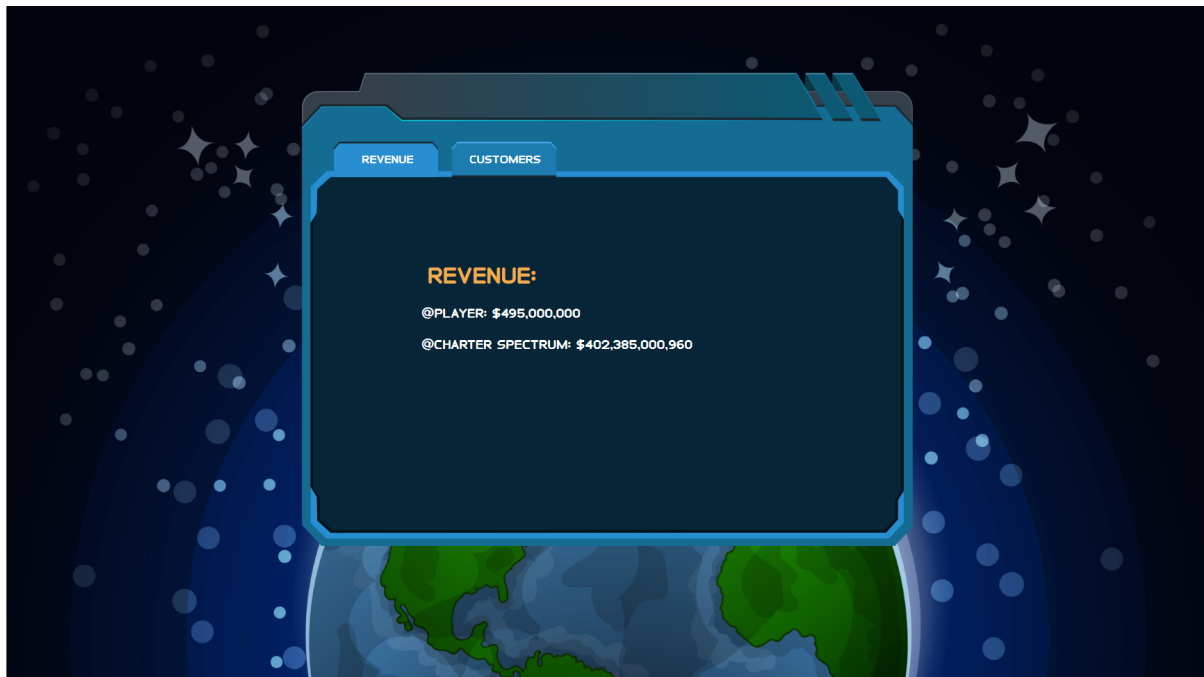 REVENUE
CUSTOMERS
REVENUE:
@PLAYER: $495,000,000
@CHARTER SPECTRUM: $402,385,000,960